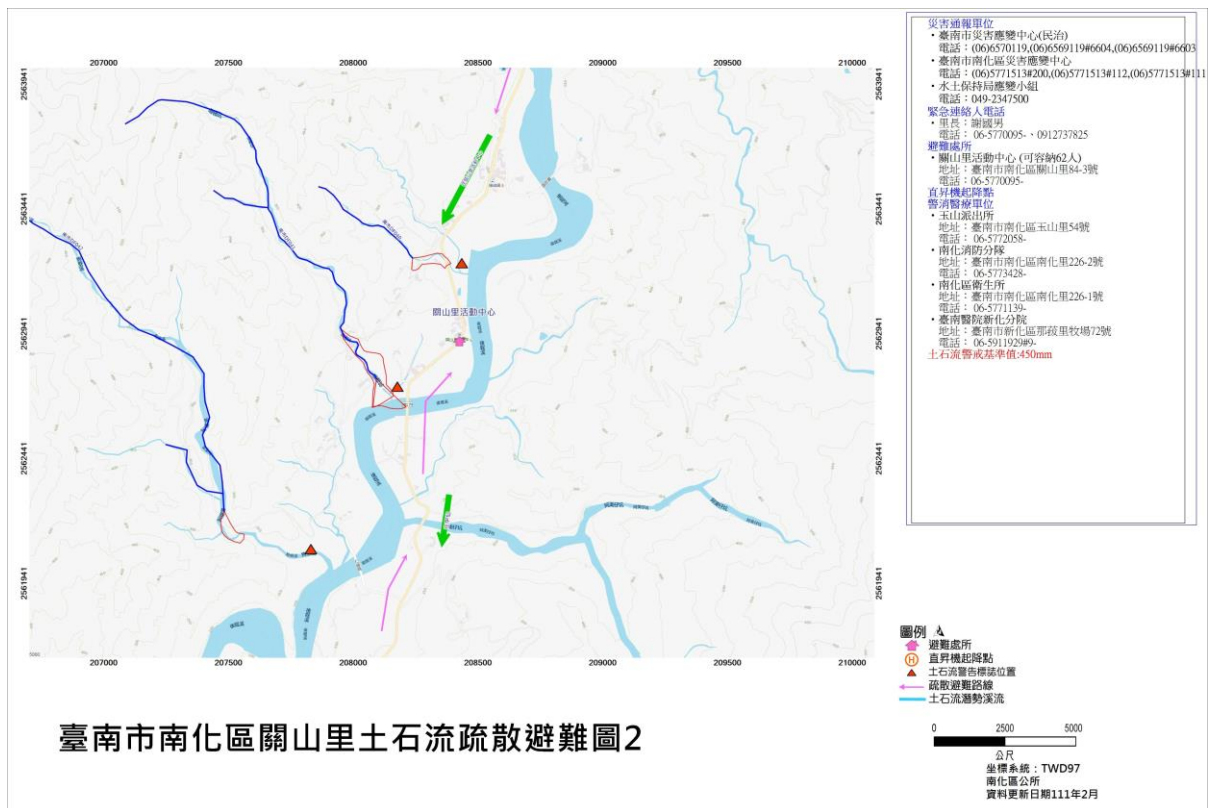 207000 207500 208000 208500 209000 209500 210000
2563941
2563441
2562941
2562441
2561941
2563941
2563441
2562941
2562441
2561941
關山里活動中心
207000 207500 208000 208500 209000 209500 210000
災害通報單位
・臺南市災害應變中心(民治)
電話：(06)6570119,(06)6569119#6604,(06)6569119#6603
・臺南市南化區災害應變中心
電話：(06)5771513#200,(06)5771513#112,(06)5771513#111
・水土保持局應變小組
電話：049-2347500
緊急連絡人電話
・里長：謝國男
電話： 06-5770095-、0912737825
避難處所
・關山里活動中心 (可容納62人)
地址：臺南市南化區關山里84-3號
電話：06-5770095-
直昇機起降點
警消醫療單位
・玉山派出所
地址：臺南市南化區玉山里54號
電話： 06-5772058-
・南化消防分隊
地址：臺南市南化區南化里226-2號
電話： 06-5773428-
・南化區衛生所
地址：臺南市南化區南化里226-1號
電話： 06-5771139-
・臺南醫院新化分院
地址：臺南市新化區那菝里牧場72號
電話： 06-5911929#9-
土石流警戒基準值:450mm
圖例
避難處所
H 直昇機起降點
土石流警告標誌位置
疏散避難路線
土石流潛勢溪流
0 2500 5000
公尺
坐標系統：TWD97
南化區公所
資料更新日期111年2月
臺南市南化區關山里土石流疏散避難圖2